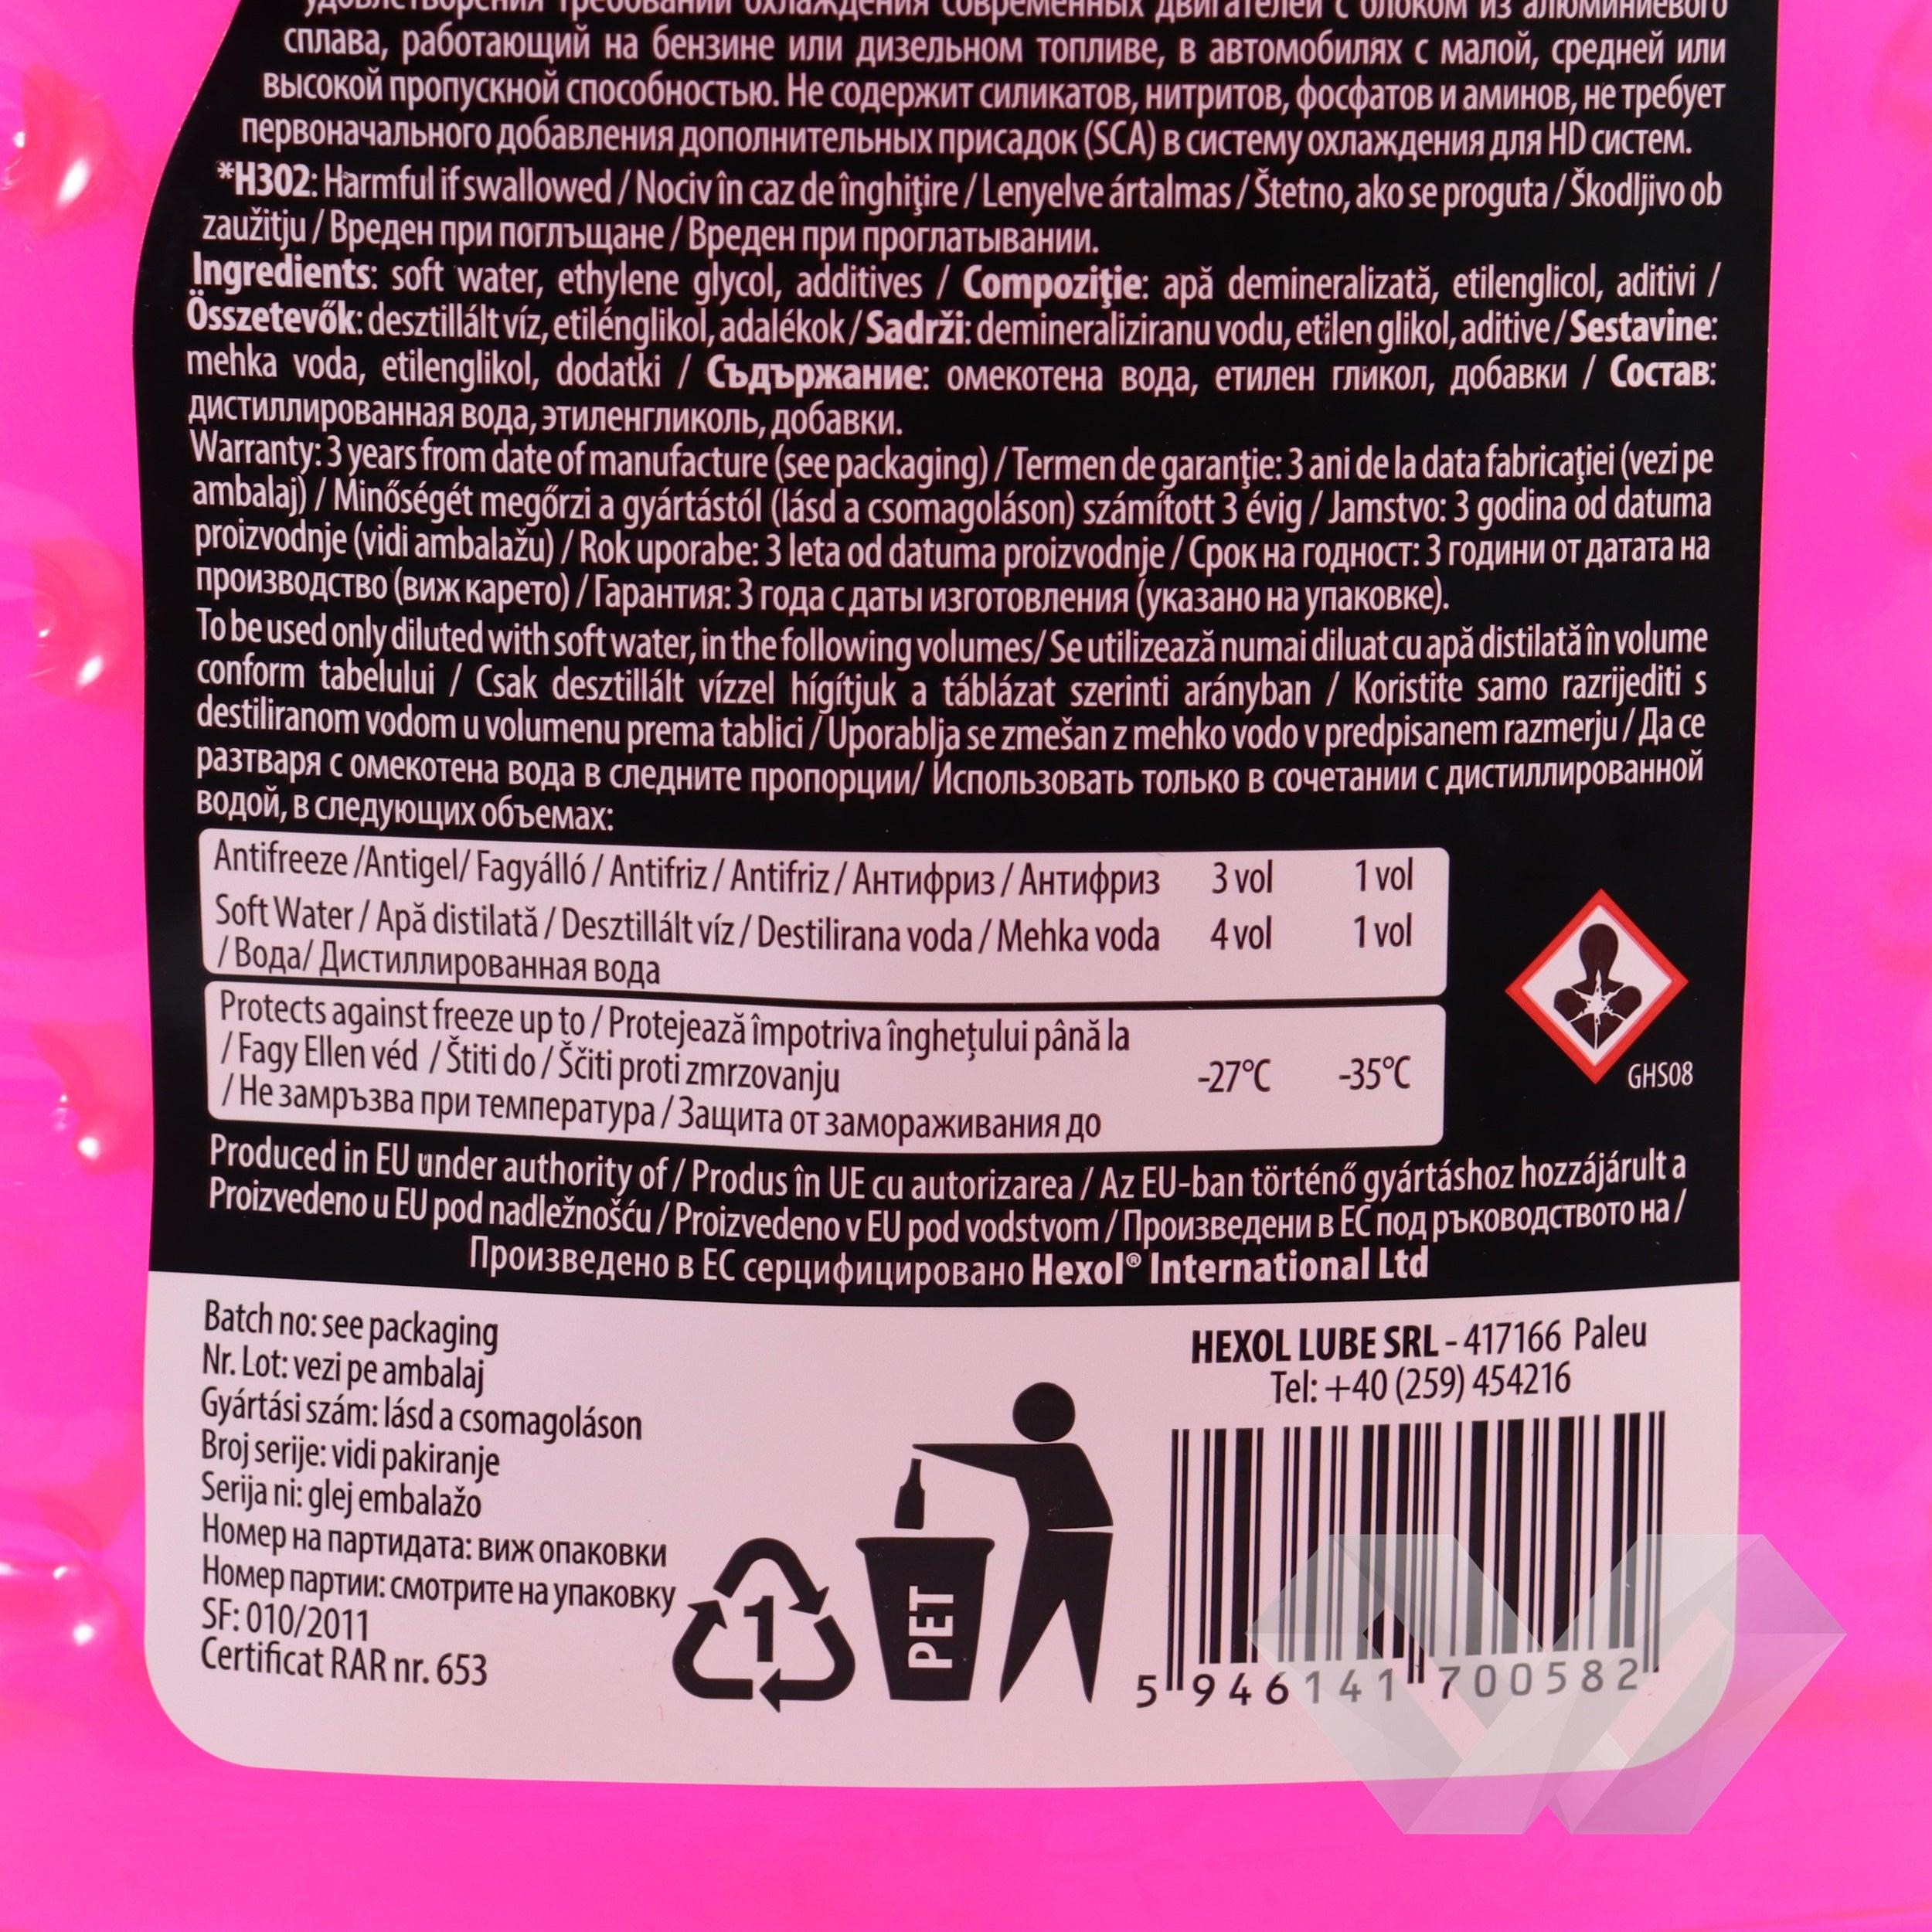 удовлетворения требований охлаждения современных двигателей с блоком из алюминиевого
сплава, работающий на бензине или дизельном топливе, в автомобилях с малой, средней или
высокой пропускной способностью. Не содержит силикатов, нитритов, фосфатов и аминов, не требует
первоначального добавления дополнительных присадок (SCA) в систему охлаждения для HD систем.
*H302: Harmful if swallowed / Nociv în caz de înghiţire / Lenyelve ártalmas / Štetno, ako se proguta / Škodljivo ob
zaužitju / Вреден при поглъщане / Вреден при проглатывании.
Ingredients: soft water, ethylene glycol, additives / Compoziţie: apă demineralizată, etilenglicol, aditivi /
Összetevők: desztillált víz, etilénglikol, adalékok / Sadrži: demineraliziranu vodu, etilen glikol, aditive / Sestavine:
mehka voda, etilenglikol, dodatki / Съдържание: омекотена вода, етилен гликол, добавки / Состав:
дистиллированная вода, этиленгликоль, добавки.
Warranty: 3 years from date of manufacture (see packaging) / Termen de garanţie: 3 ani de la data fabricaţiei (vezi pe
ambalaj) / Minőségét megőrzi a gyártástól (lásd a csomagoláson) számított 3 évig / Jamstvo: 3 godina od datuma
proizvodnje (vidi ambalažu) / Rok uporabe: 3 leta od datuma proizvodnje / Срок на годност: 3 години от датата на
производство (виж карето) / Гарантия: 3 года с даты изготовления (указано на упаковке).
To be used only diluted with soft water, in the following volumes/ Se utilizează numai diluat cu apă distilată în volume
conform tabelului / Csak desztillált vízzel hígítjuk a táblázat szerinti arányban / Koristite samo razrijediti s
destiliranom vodom u volumenu prema tablici / Uporablja se zmešan z mehko vodo v predpisanem razmerju / Да се
разтваря с омекотена вода в следните пропорции/ Использовать только в сочетании с дистиллированной
водой, в следующих объемах:
Antifreeze /Antigel/ Fagyálló / Antifriz / Antifriz / Антифриз / Антифриз 3 vol 1 vol
Soft Water / Apă distilată / Desztillált víz / Destilirana voda / Mehka voda 4 vol 1 vol
/ Вода/ Дистиллированная вода
Protects against freeze up to / Protejează împotriva îngheţului până la
/ Fagy Ellen véd / Štiti do / Ščiti proti zmrzovanju -27°C -35°C
/ Не замръзва при температура / Защита от замораживания до
GHS08
Produced in EU under authority of / Produs în UE cu autorizarea / Az EU-ban történő gyártáshoz hozzájárult a
Proizvedeno u EU pod nadležnošću / Proizvedeno v EU pod vodstvom / Произведени в ЕС под ръководството на /
Произведено в ЕС серцифицировано Hexol® International Ltd
Batch no: see packaging
Nr. Lot: vezi pe ambalaj
Gyártási szám: lásd a csomagoláson
Broj serije: vidi pakiranje
Serija ni: glej embalažo
Номер на партидата: виж опаковки
Номер партии: смотрите на упаковку
SF: 010/2011
Certificat RAR nr. 653
1
PET
HEXOL LUBE SRL - 417166 Paleu
Tel: +40 (259) 454216
5 946141 700582